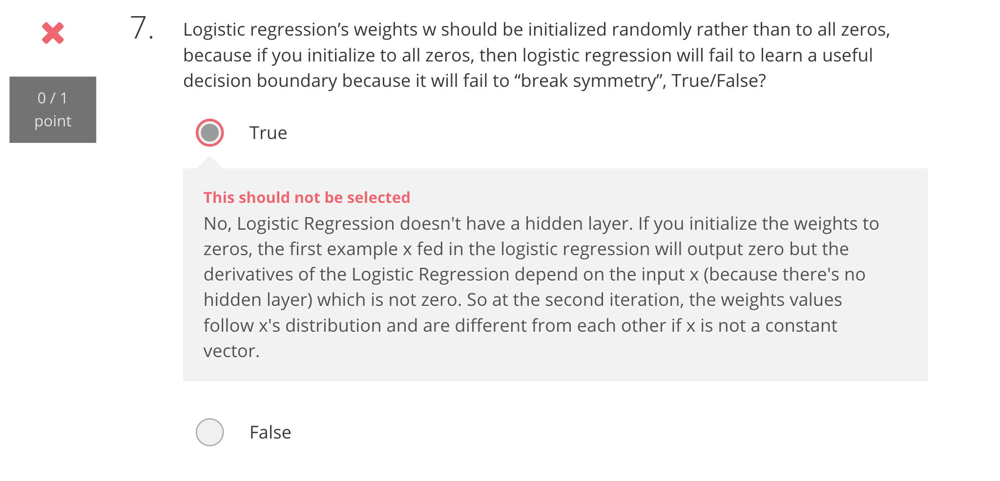 7.
Logistic regression’s weights w should be initialized randomly rather than to all zeros,
because if you initialize to all zeros, then logistic regression will fail to learn a useful
decision boundary because it will fail to “break symmetry”, True/False?
0 / 1
point
True
This should not be selected
No, Logistic Regression doesn't have a hidden layer. If you initialize the weights to
zeros, the first example x fed in the logistic regression will output zero but the
derivatives of the Logistic Regression depend on the input x (because there's no
hidden layer) which is not zero. So at the second iteration, the weights values
follow x's distribution and are different from each other if x is not a constant
vector.
False